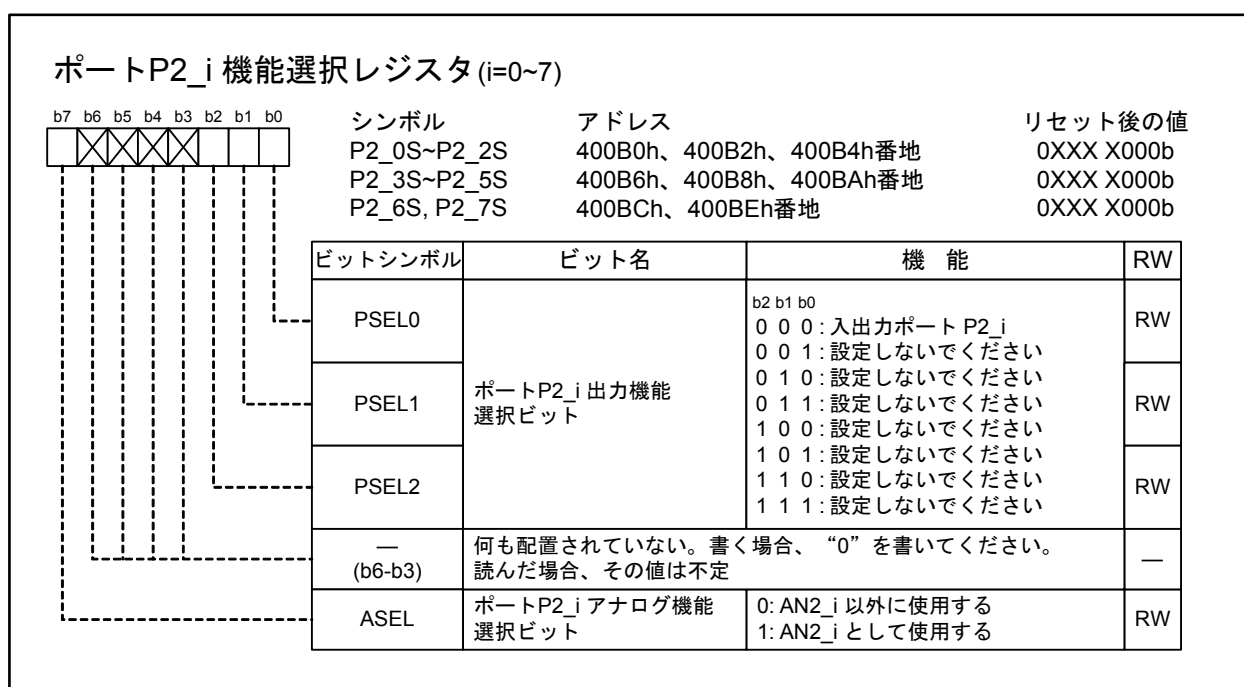 ポートP2_i 機能選択レジスタ(i=0~7)
b7 b6 b5 b4 b3 b2 b1 b0
シンボル アドレス リセット後の値
P2_0S~P2_2S 400B0h、400B2h、400B4h番地 0XXX X000b
P2_3S~P2_5S 400B6h、400B8h、400BAh番地 0XXX X000b
P2_6S, P2_7S 400BCh、400BEh番地 0XXX X000b
ビットシンボル ビット名 機 能 RW
PSEL0 RW
PSEL1 RW
PSEL2 RW
ポートP2_i 出力機能
選択ビット
b2 b1 b0
0 0 0 : 入出力ポート P2_i
0 0 1 : 設定しないでください
0 1 0 : 設定しないでください
0 1 1 : 設定しないでください
1 0 0 : 設定しないでください
1 0 1 : 設定しないでください
1 1 0 : 設定しないでください
1 1 1 : 設定しないでください
—
(b6-b3)
何も配置されていない。書く場合、“0”を書いてください。
読んだ場合、その値は不定
—
ASEL
ポートP2_i アナログ機能
選択ビット
0: AN2_i 以外に使用する
1: AN2_i として使用する
RW